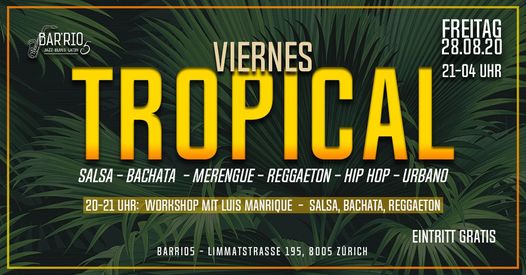 BARRIO5
JAZZ BLUES LATIN
FREITAG
28.08.20
21-04 UHR
VIERNES
TROPICAL
SALSA - BACHATA - MERENGUE - REGGAETON - HIP HOP - URBANO
20-21 UHR: WORKSHOP MIT LUIS MANRIQUE - SALSA, BACHATA, REGGAETON
EINTRITT GRATIS
BARRIO5 - LIMMATSTRASSE 195, 8005 ZÜRICH